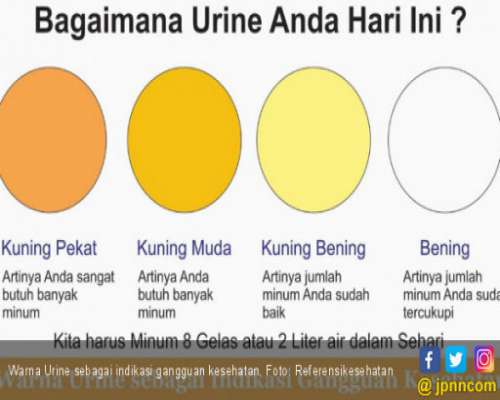 Bagaimana Urine Anda Hari Ini ?
Kuning Pekat
Artinya Anda sangat
butuh banyak
minum
Kuning Muda
Artinya Anda
butuh banyak
minum
Kuning Bening
Artinya jumlah
minum Anda sudah
baik
Bening
Artinya jumlah
minum Anda suda
tercukupi
Kita harus Minum 8 Gelas atau 2 Liter air dalam Sehari
Warna Urine sebagai indikasi gangguan kesehatan, Foto: Referensikesehatan
@jpnncom
Warna Urine sebagai Indikasi Gangguan